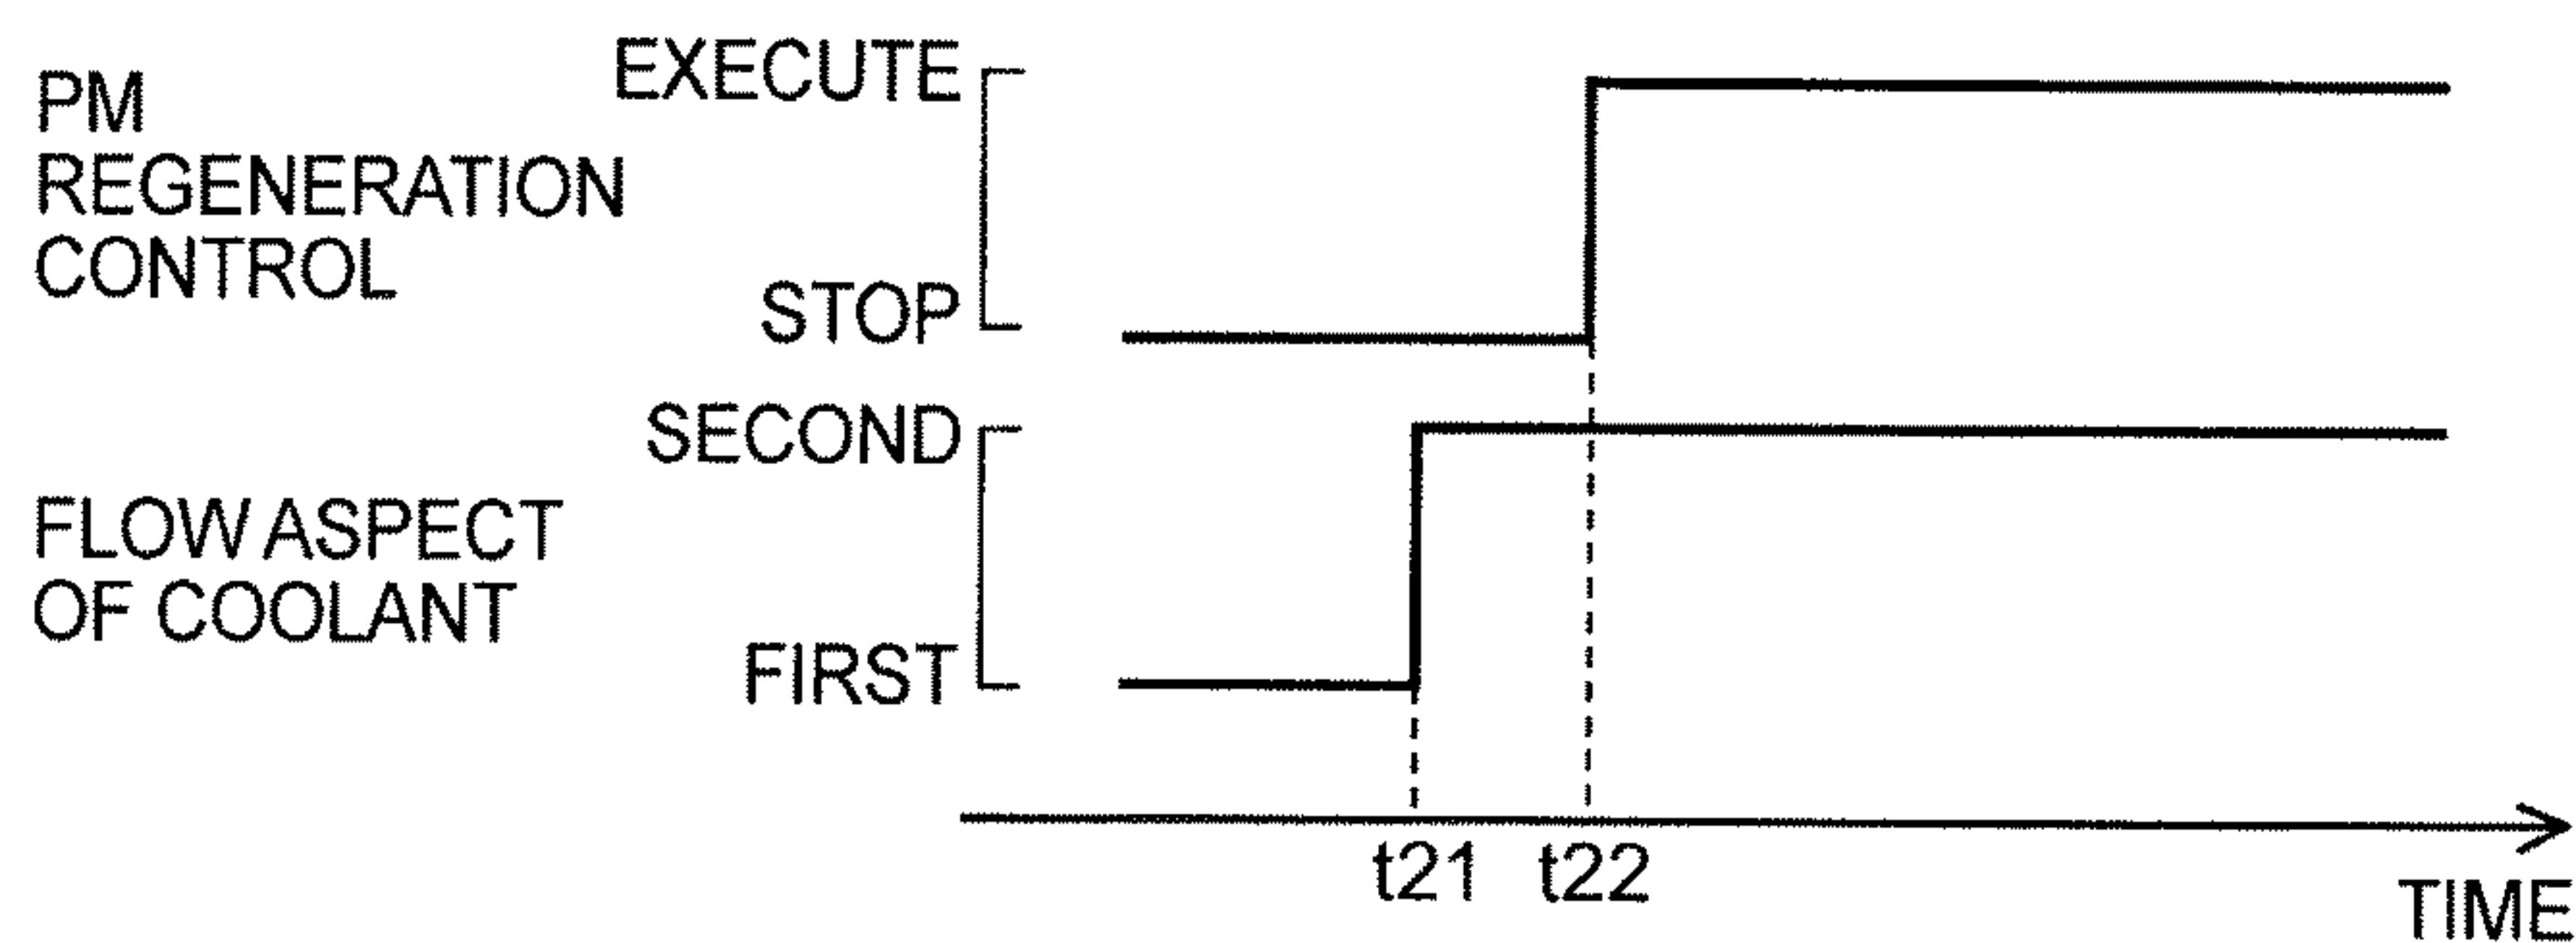 PM
REGENERATION
CONTROL
EXECUTE
STOP
FLOW ASPECT
OF COOLANT
SECOND
FIRST
t21 t22
TIME